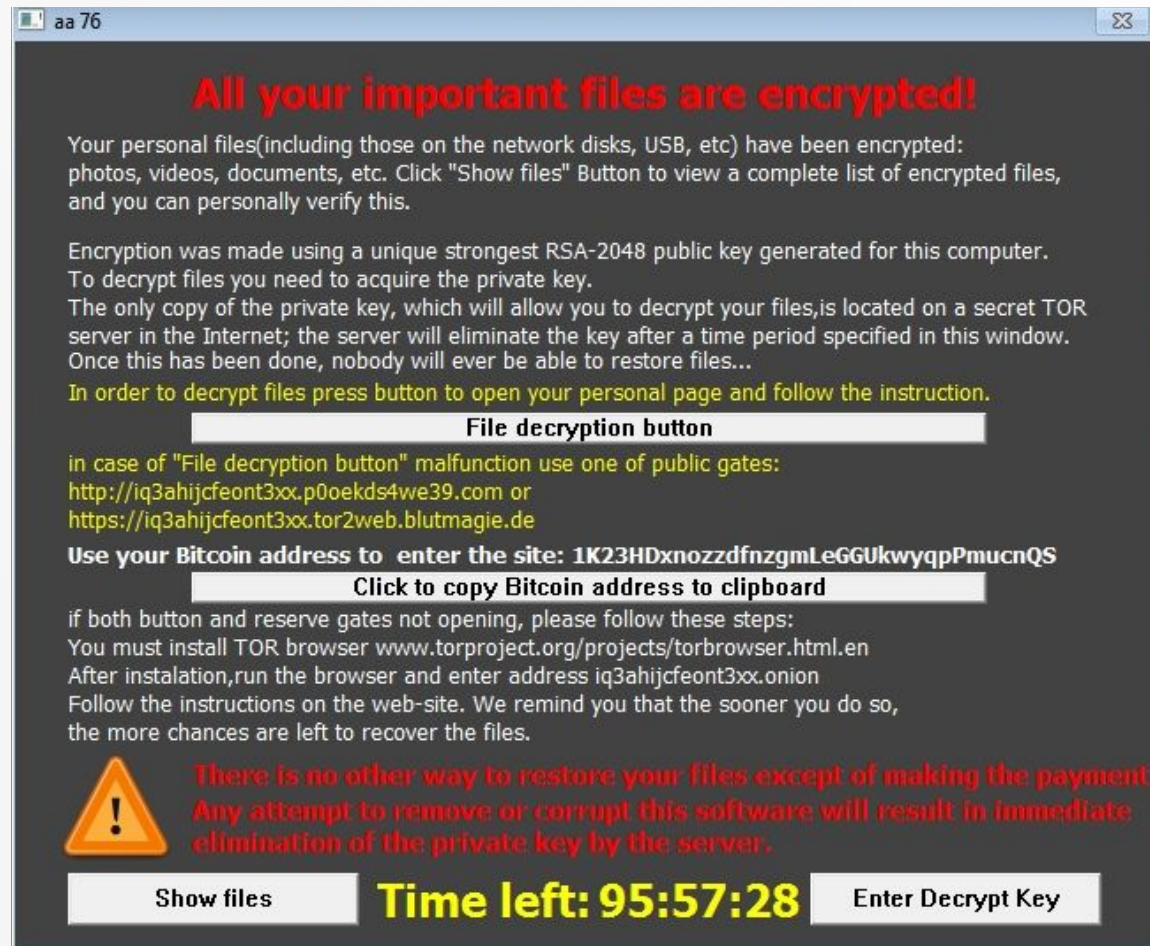 aa 76
All your important files are encrypted!
Your personal files(including those on the network disks, USB, etc) have been encrypted:
photos, videos, documents, etc. Click "Show files" Button to view a complete list of encrypted files,
and you can personally verify this.
Encryption was made using a unique strongest RSA-2048 public key generated for this computer.
To decrypt files you need to acquire the private key.
The only copy of the private key, which will allow you to decrypt your files,is located on a secret TOR
server in the Internet; the server will eliminate the key after a time period specified in this window.
Once this has been done, nobody will ever be able to restore files...
In order to decrypt files press button to open your personal page and follow the instruction.
File decryption button
in case of "File decryption button" malfunction use one of public gates:
http://iq3ahijcfeont3xx.p0oekds4we39.com or
https://iq3ahijcfeont3xx.tor2web.blutmagie.de
Use your Bitcoin address to  enter the site: 1K23HDxnozzdfnzgmLeGGUkwyqpPmucnQS
Click to copy Bitcoin address to clipboard
if both button and reserve gates not opening, please follow these steps:
You must install TOR browser www.torproject.org/projects/torbrowser.html.en
After instalation,run the browser and enter address iq3ahijcfeont3xx.onion
Follow the instructions on the web-site. We remind you that the sooner you do so,
the more chances are left to recover the files.
There is no other way to restore your files except of making the payment
Any attempt to remove or corrupt this software will result in immediate
elimination of the private key by the server.
Show files
Time left: 95:57:28
Enter Decrypt Key
!